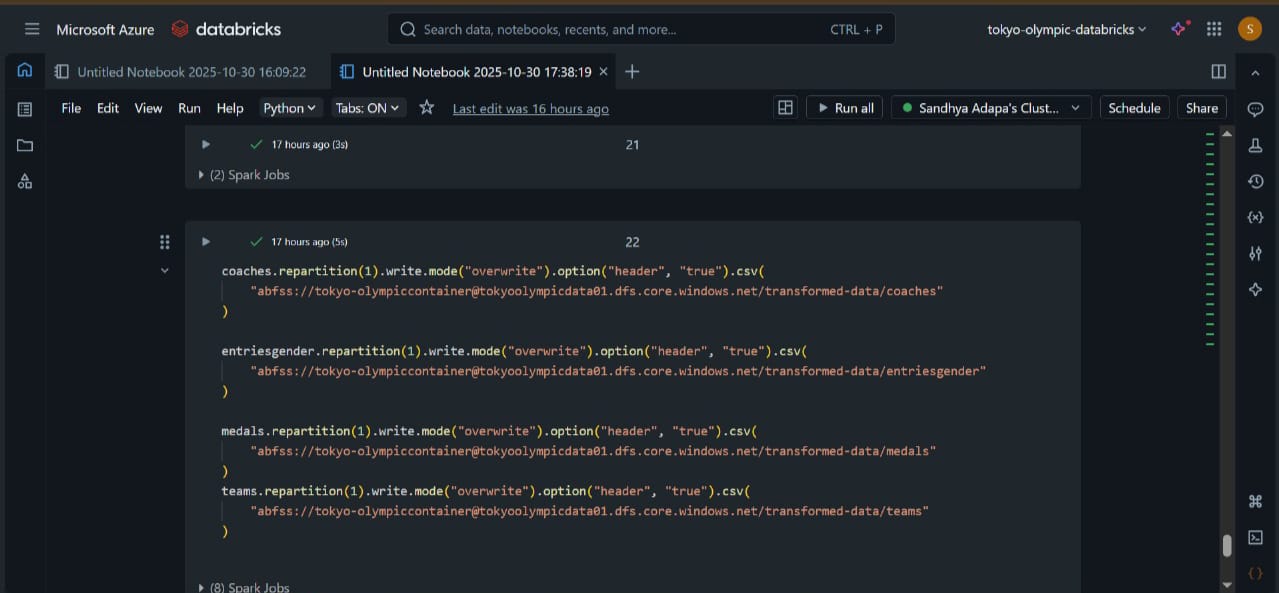 Microsoft Azure databricks Search data, notebooks, recents, and more... CTRL + P tokyo-olympic-databricks S
Untitled Notebook 2025-10-30 16:09:22 Untitled Notebook 2025-10-30 17:38:19
File Edit View Run Help Python Tabs: ON Last edit was 16 hours ago Run all Sandhya Adapa's Clust... Schedule Share
17 hours ago (3s) 21
(2) Spark Jobs
17 hours ago (5s) 22
coaches.repartition(1).write.mode("overwrite").option("header", "true").csv(
"abfss://tokyo-olympiccontainer@tokyoolympicdata01.dfs.core.windows.net/transformed-data/coaches"
)
entriesgender.repartition(1).write.mode("overwrite").option("header", "true").csv(
"abfss://tokyo-olympiccontainer@tokyoolympicdata01.dfs.core.windows.net/transformed-data/entriesgender"
)
medals.repartition(1).write.mode("overwrite").option("header", "true").csv(
"abfss://tokyo-olympiccontainer@tokyoolympicdata01.dfs.core.windows.net/transformed-data/medals"
)
teams.repartition(1).write.mode("overwrite").option("header", "true").csv(
"abfss://tokyo-olympiccontainer@tokyoolympicdata01.dfs.core.windows.net/transformed-data/teams"
)
(8) Spark Jobs